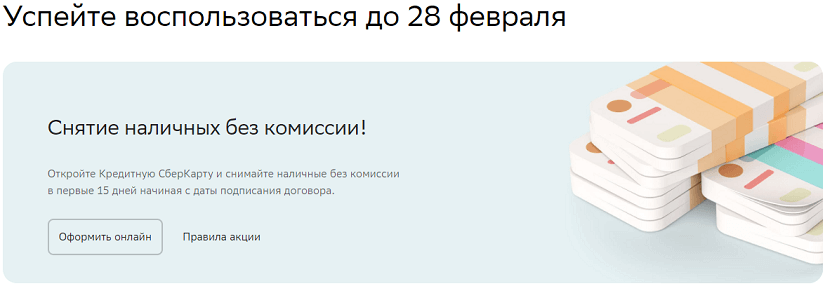 Успейте воспользоваться до 28 февраля
Снятие наличных без комиссии!
Откройте Кредитную СберКарту и снимайте наличные без комиссии
в первые 15 дней начиная с даты подписания договора.
Оформить онлайн
Правила акции